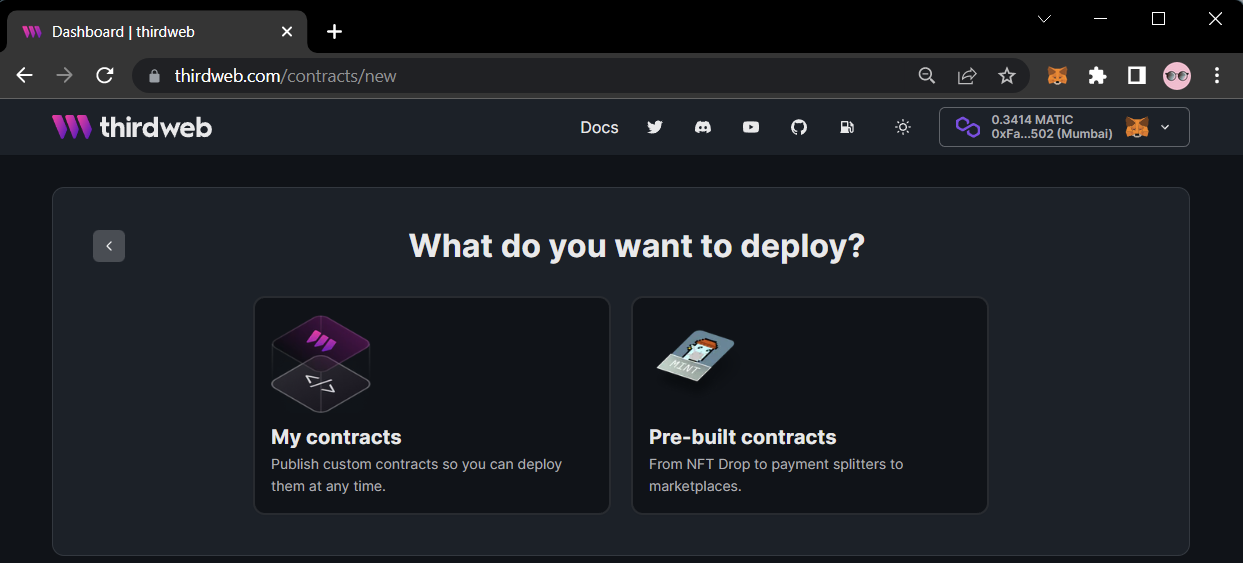 Dashboard | thirdweb
thirdweb.com/contracts/new
thirdweb
Docs
0.3414 MATIC
0xFa...502 (Mumbai)
What do you want to deploy?
</>
MINT
My contracts
Publish custom contracts so you can deploy
them at any time.
Pre-built contracts
From NFT Drop to payment splitters to
marketplaces.